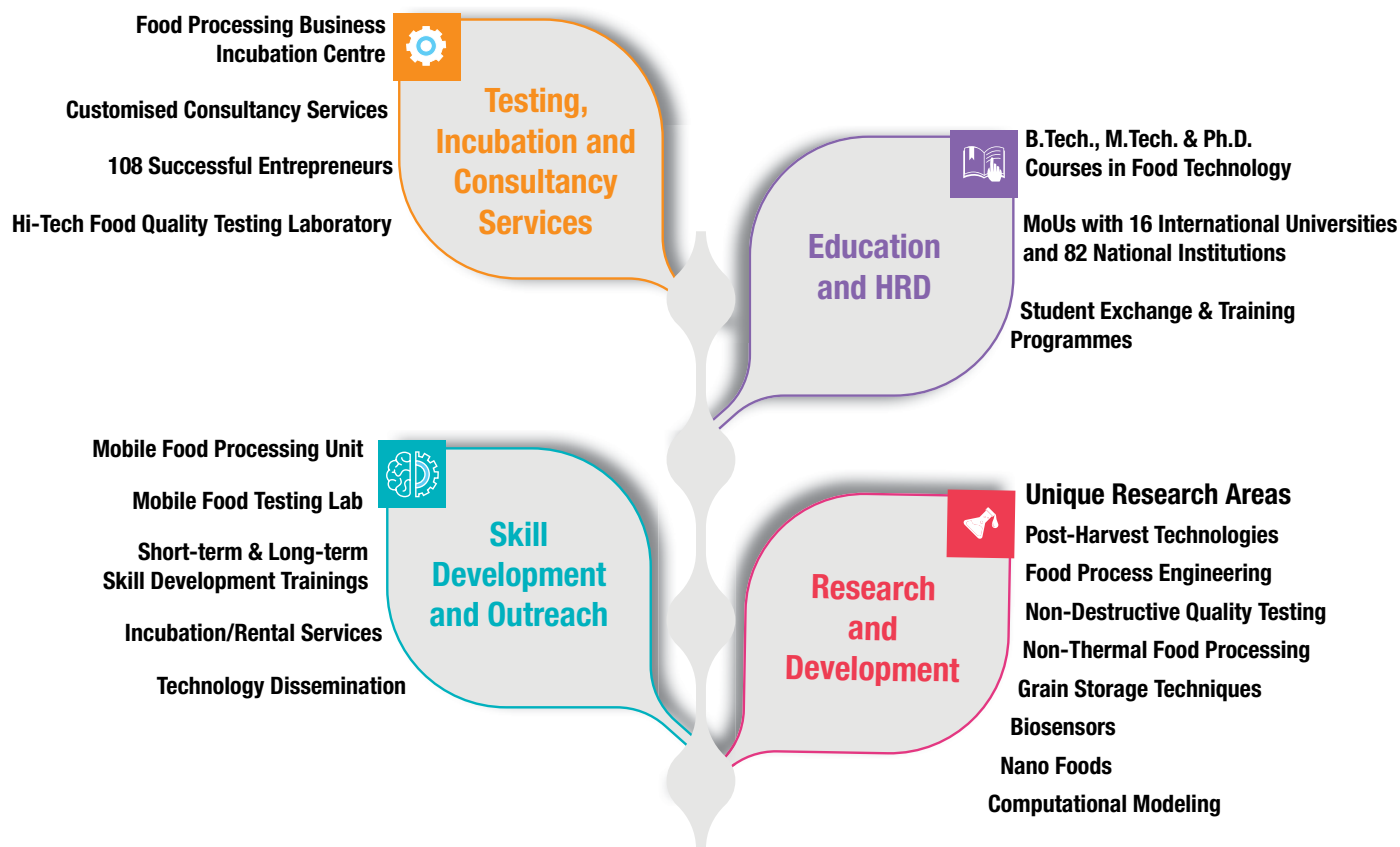 Food Processing Business
Incubation Centre
Customised Consultancy Services
108 Successful Entrepreneurs
Hi-Tech Food Quality Testing Laboratory
Testing,
Incubation and
Consultancy
Services
Education
and HRD
B.Tech., M.Tech. & Ph.D.
Courses in Food Technology
MoUs with 16 International Universities
and 82 National Institutions
Student Exchange & Training
Programmes
Mobile Food Processing Unit
Mobile Food Testing Lab
Short-term & Long-term
Skill Development Trainings
Incubation/Rental Services
Technology Dissemination
Skill
Development
and Outreach
Research
and
Development
Unique Research Areas
Post-Harvest Technologies
Food Process Engineering
Non-Destructive Quality Testing
Non-Thermal Food Processing
Grain Storage Techniques
Biosensors
Nano Foods
Computational Modeling